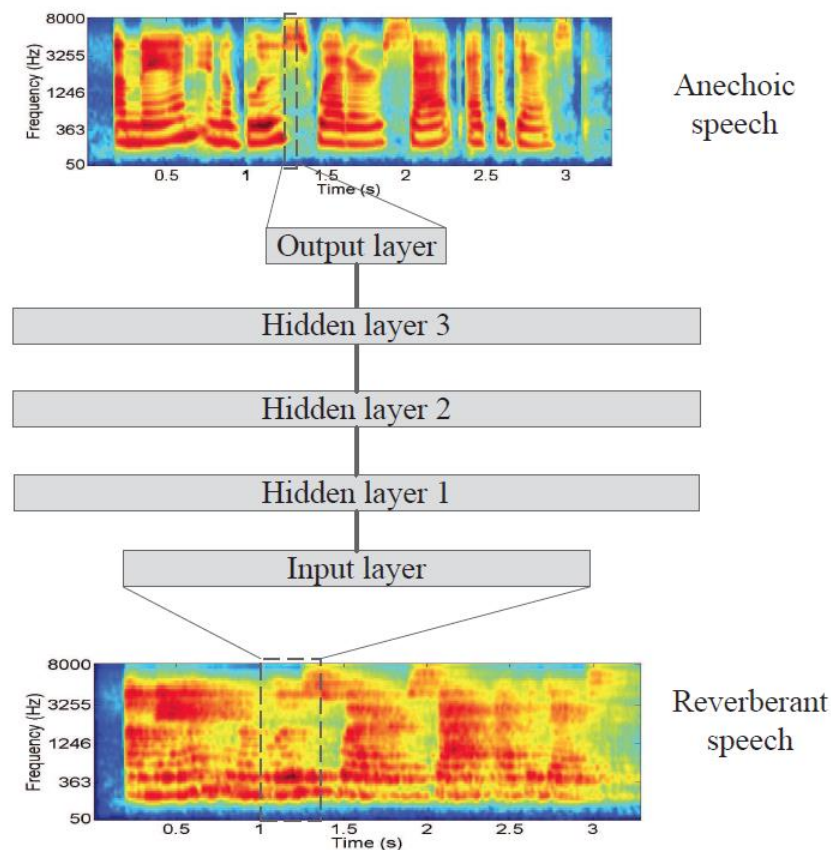 8000
3255
1246
363
50
Frequency (Hz)
0.5 1 1.5 2 2.5 3
Time (s)
Anechoic
speech
Output layer
Hidden layer 3
Hidden layer 2
Hidden layer 1
Input layer
8000
3255
1246
363
50
Frequency (Hz)
0.5 1 1.5 2 2.5 3
Time (s)
Reverberant
speech